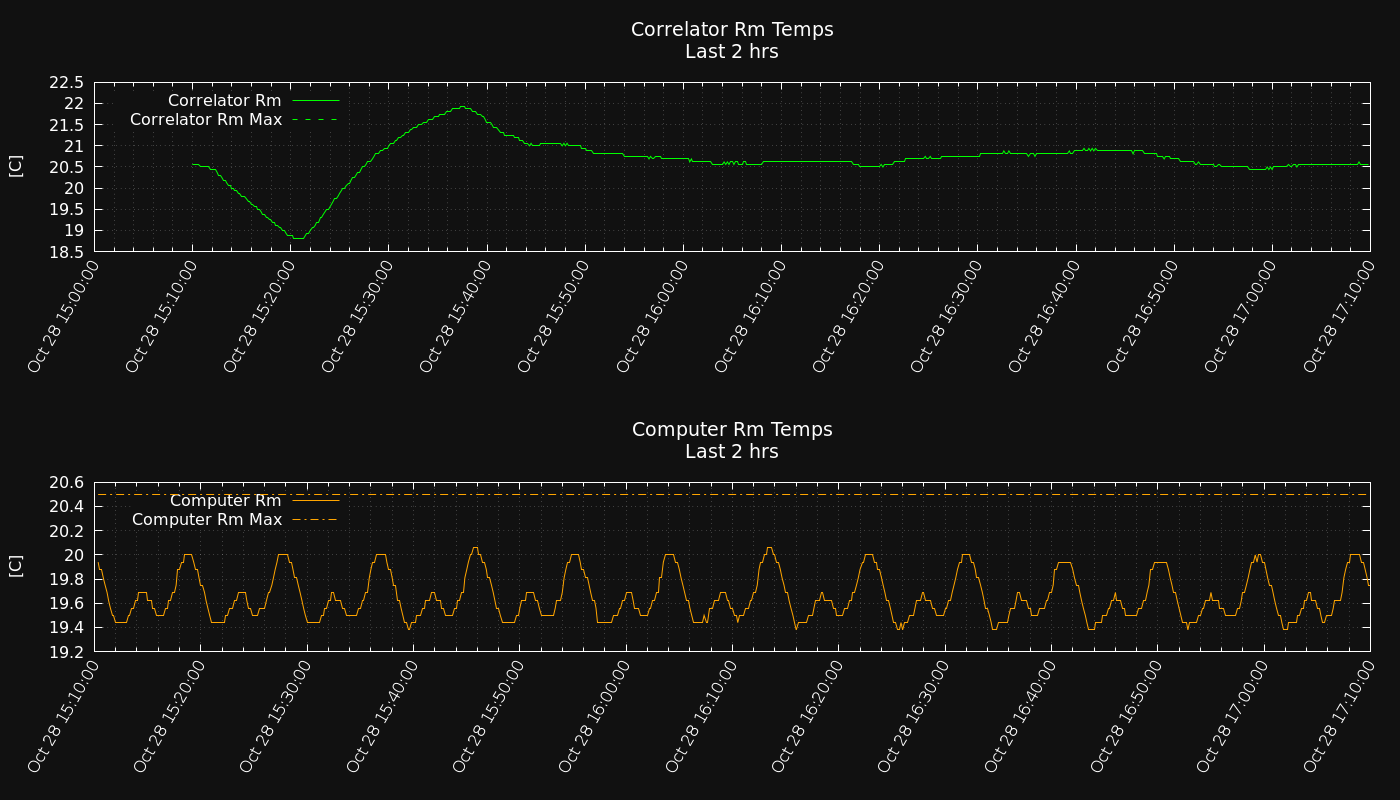 Correlator Rm Temps
Last 2 hrs
22.5
22
21.5
21
20.5
20
19.5
19
18.5
[C]
Correlator Rm
Correlator Rm Max
Oct 28 15:00:00
Oct 28 15:10:00
Oct 28 15:20:00
Oct 28 15:30:00
Oct 28 15:40:00
Oct 28 15:50:00
Oct 28 16:00:00
Oct 28 16:10:00
Oct 28 16:20:00
Oct 28 16:30:00
Oct 28 16:40:00
Oct 28 16:50:00
Oct 28 17:00:00
Oct 28 17:10:00
Computer Rm Temps
Last 2 hrs
20.6
20.4
20.2
20
19.8
19.6
19.4
19.2
[C]
Computer Rm
Computer Rm Max
Oct 28 15:10:00
Oct 28 15:20:00
Oct 28 15:30:00
Oct 28 15:40:00
Oct 28 15:50:00
Oct 28 16:00:00
Oct 28 16:10:00
Oct 28 16:20:00
Oct 28 16:30:00
Oct 28 16:40:00
Oct 28 16:50:00
Oct 28 17:00:00
Oct 28 17:10:00